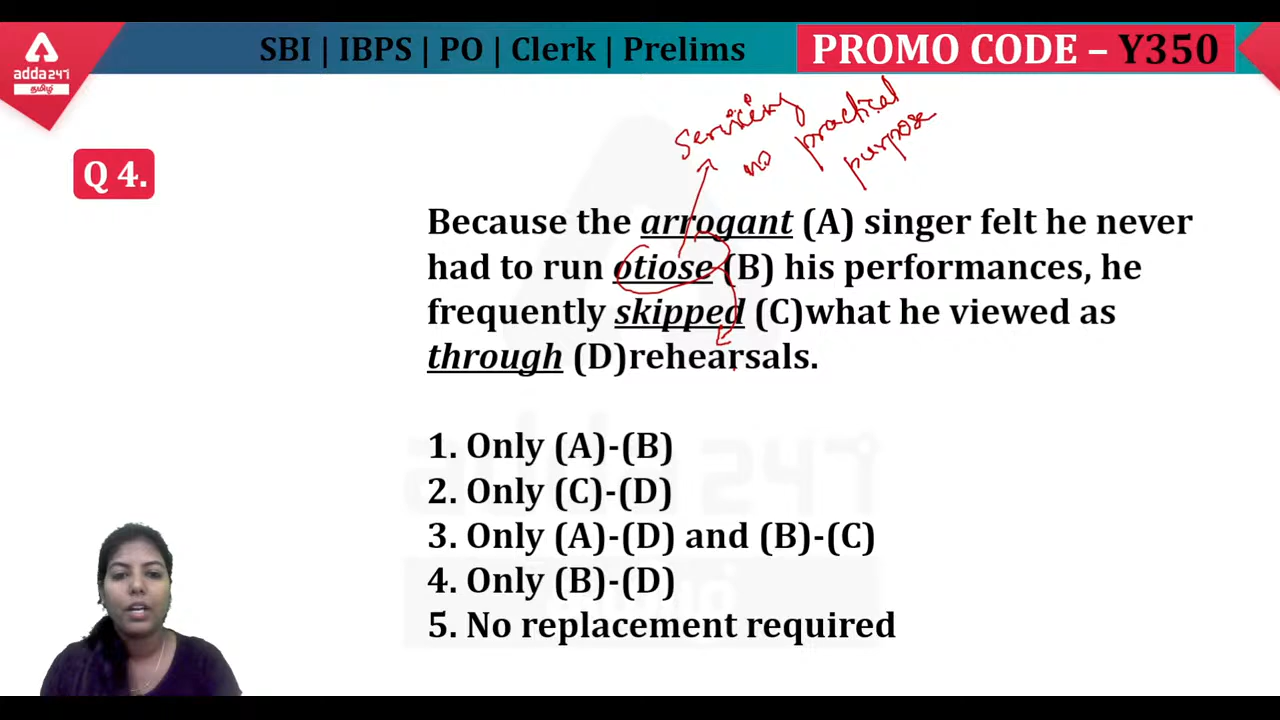 SBI | IBPS | PO | Clerk | Prelims
PROMO CODE – Y350
adda247
தமிழ்
Servicing
no practical
purpose
Q 4.
Because the arrogant (A) singer felt he never
had to run otiose (B) his performances, he
frequently skipped (C)what he viewed as
through (D)rehearsals.
1. Only (A)-(B)
2. Only (C)-(D)
3. Only (A)-(D) and (B)-(C)
4. Only (B)-(D)
5. No replacement required